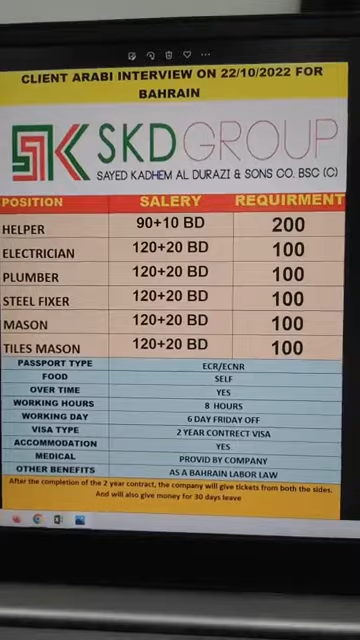 CLIENT ARABI INTERVIEW ON 22/10/2022 FOR
BAHRAIN
SKDGROUP
SAYED KADHEM AL DURAZI & SONS CO. BSC (C)
POSITION SALERY REQUIRMENT
HELPER 90+10 BD 200
ELECTRICIAN 120+20 BD 100
PLUMBER 120+20 BD 100
STEEL FIXER 120+20 BD 100
MASON 120+20 BD 100
TILES MASON 120+20 BD 100
PASSPORT TYPE ECR/ECNR
FOOD SELF
OVER TIME YES
WORKING HOURS 8 HOURS
WORKING DAY 6 DAY FRIDAY OFF
VISA TYPE 2 YEAR CONTRECT VISA
ACCOMMODATION YES
MEDICAL PROVID BY COMPANY
OTHER BENEFITS AS A BAHRAIN LABOR LAW
After the completion of the 2 year contract, the company will give tickets from both the sides.
And will also give money for 30 days leave